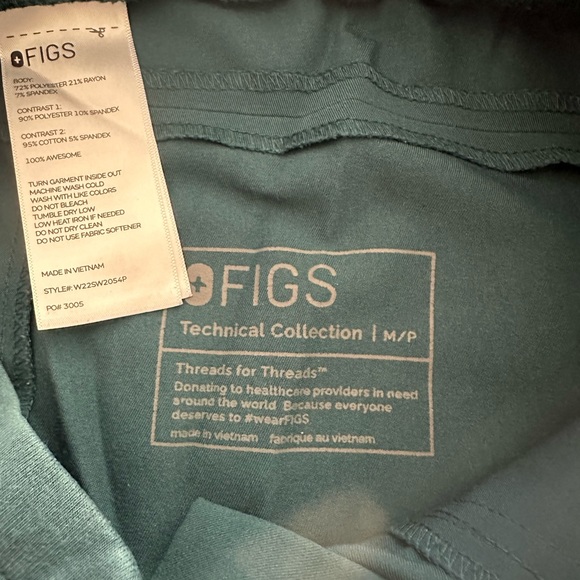 FIGS
BODY:
72% POLYESTER 21% RAYON
7% SPANDEX
CONTRAST 1:
90% POLYESTER 10% SPANDEX
CONTRAST 2:
95% COTTON 5% SPANDEX
100% AWESOME
TURN GARMENT INSIDE OUT
MACHINE WASH COLD
WASH WITH LIKE COLORS
DO NOT BLEACH
TUMBLE DRY LOW
LOW HEAT IRON IF NEEDED
DO NOT DRY CLEAN
DO NOT USE FABRIC SOFTENER
MADE IN VIETNAM
STYLE#: W22SW2054P
PO# 3005
FIGS
Technical Collection | M/P
Threads for Threads™
Donating to healthcare providers in need
around the world Because everyone
deserves to #wearFIGS
made in vietnam fabrique au vietnam